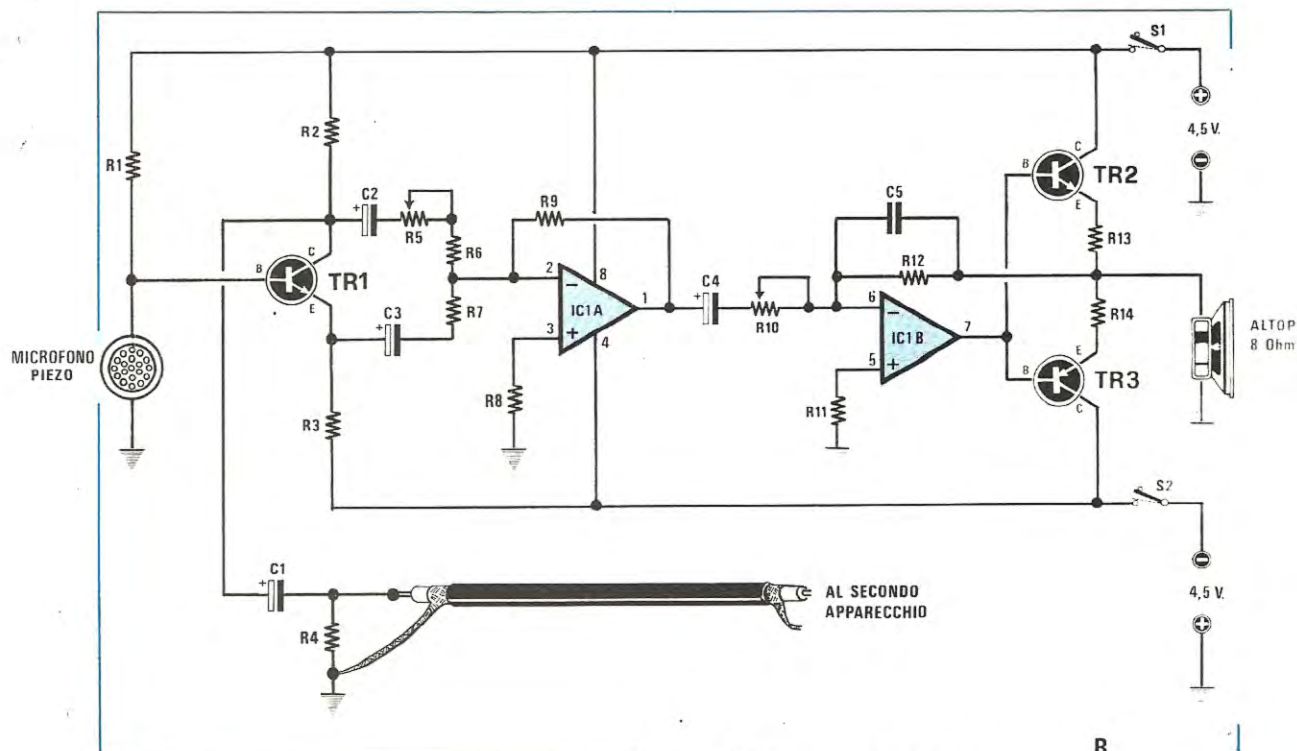 S1
4,5 V.
R1
R2
C2
+
R5
R6
R7
C
B
TR1
E
C3
+
R3
MICROFONO
PIEZO
R9
2
−
8
IC1A
1
3
+
4
R8
C4
+
R10
C5
R12
6
−
IC1B
7
5
+
R11
C
B
TR2
E
R13
R14
E
B
TR3
C
ALTOP
8 Ohm
S2
4,5 V.
C1
+
R4
AL SECONDO
APPARECCHIO
R